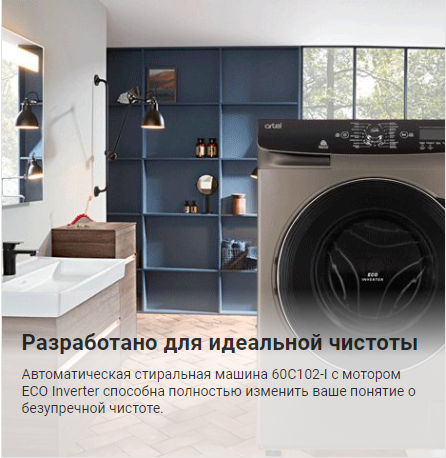 artel
ECO
INVERTER
Разработано для идеальной чистоты
Автоматическая стиральная машина 60C102-I с мотором
ECO Inverter способна полностью изменить ваше понятие о
безупречной чистоте.